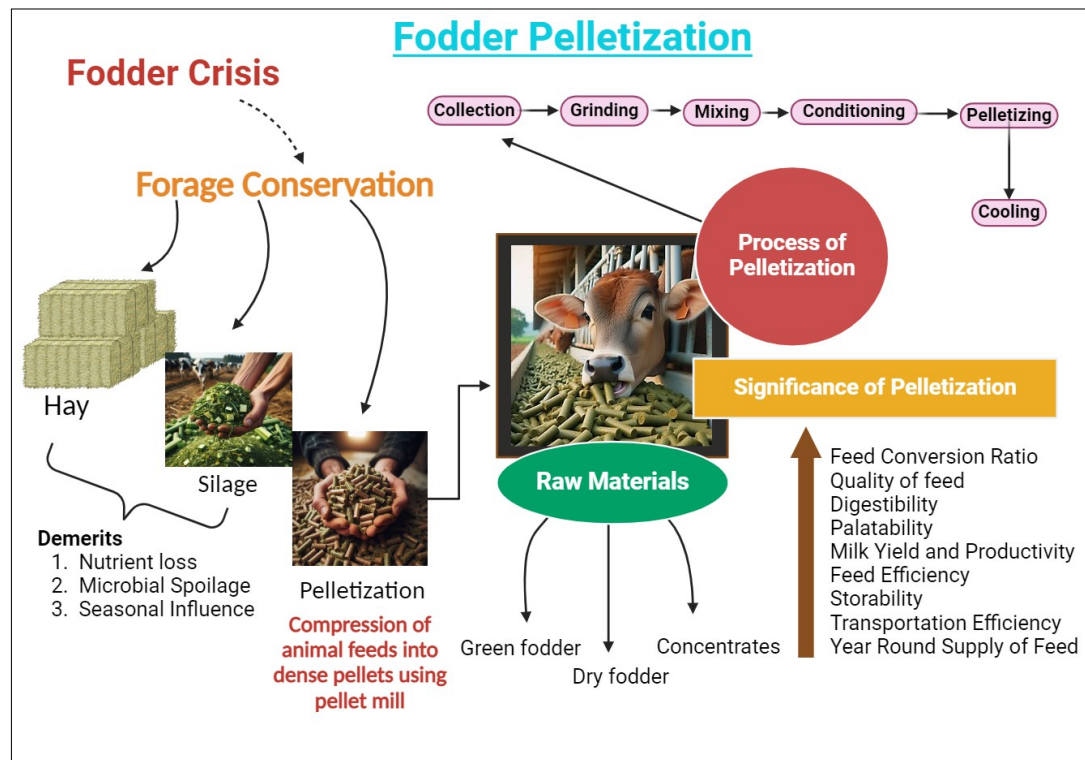 Fodder Pelletization
Fodder Crisis
Collection
Grinding
Mixing
Conditioning
Pelletizing
Cooling
Forage Conservation
Process of
Pelletization
Hay
Silage
Demerits
1. Nutrient loss
2. Microbial Spoilage
3. Seasonal Influence
Pelletization
Compression of
animal feeds into
dense pellets using
pellet mill
Raw Materials
Green fodder
Dry fodder
Concentrates
Significance of Pelletization
Feed Conversion Ratio
Quality of feed
Digestibility
Palatability
Milk Yield and Productivity
Feed Efficiency
Storability
Transportation Efficiency
Year Round Supply of Feed